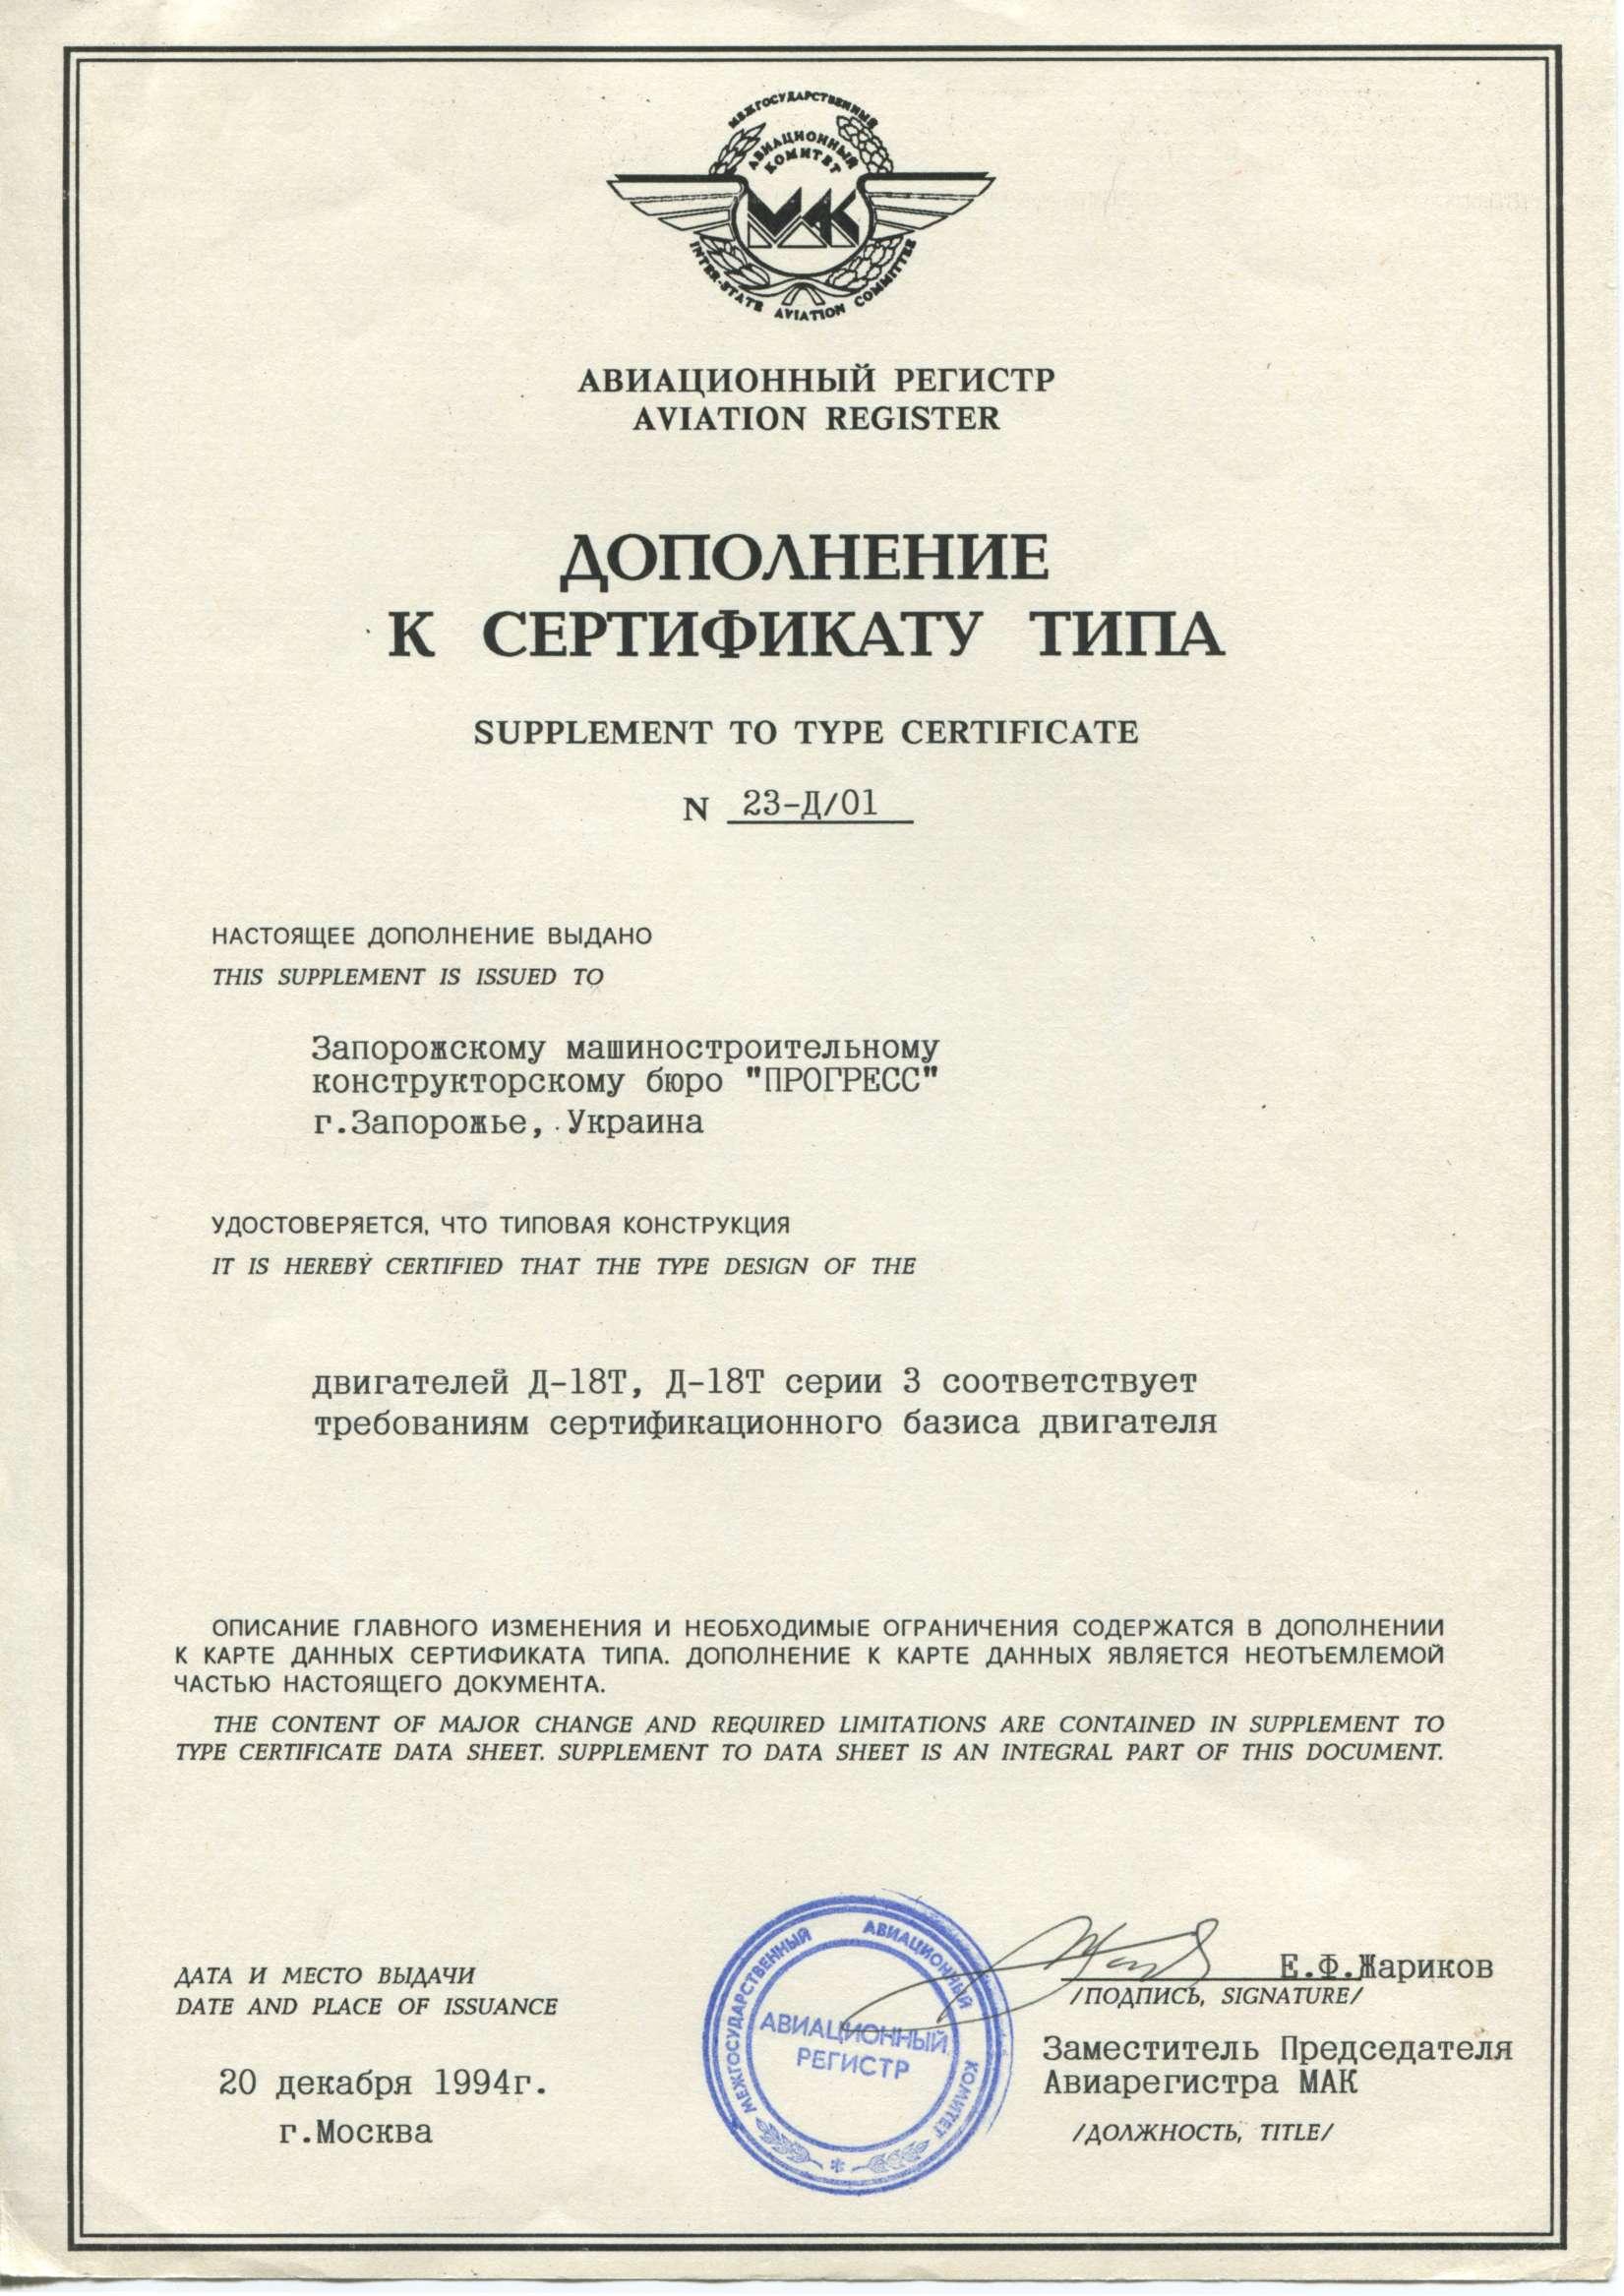 МЕЖГОСУДАРСТВЕННЫЙ
АВИАЦИОННЫЙ
КОМИТЕТ
МАК
INTER-STATE AVIATION COMMITTEE
АВИАЦИОННЫЙ РЕГИСТР
AVIATION REGISTER
ДОПОЛНЕНИЕ
К СЕРТИФИКАТУ ТИПА
SUPPLEMENT TO TYPE CERTIFICATE
N 23-Д/01
НАСТОЯЩЕЕ ДОПОЛНЕНИЕ ВЫДАНО
THIS SUPPLEMENT IS ISSUED TO
Запорожскому машиностроительному
конструкторскому бюро "ПРОГРЕСС"
г.Запорожье, Украина
УДОСТОВЕРЯЕТСЯ, ЧТО ТИПОВАЯ КОНСТРУКЦИЯ
IT IS HEREBY CERTIFIED THAT THE TYPE DESIGN OF THE
двигателей Д-18Т, Д-18Т серии 3 соответствует
требованиям сертификационного базиса двигателя
ОПИСАНИЕ ГЛАВНОГО ИЗМЕНЕНИЯ И НЕОБХОДИМЫЕ ОГРАНИЧЕНИЯ СОДЕРЖАТСЯ В ДОПОЛНЕНИИ
К КАРТЕ ДАННЫХ СЕРТИФИКАТА ТИПА. ДОПОЛНЕНИЕ К КАРТЕ ДАННЫХ ЯВЛЯЕТСЯ НЕОТЪЕМЛЕМОЙ
ЧАСТЬЮ НАСТОЯЩЕГО ДОКУМЕНТА.
THE CONTENT OF MAJOR CHANGE AND REQUIRED LIMITATIONS ARE CONTAINED IN SUPPLEMENT TO
TYPE CERTIFICATE DATA SHEET. SUPPLEMENT TO DATA SHEET IS AN INTEGRAL PART OF THIS DOCUMENT.
ДАТА И МЕСТО ВЫДАЧИ
DATE AND PLACE OF ISSUANCE
20 декабря 1994г.
г.Москва
МЕЖГОСУДАРСТВЕННЫЙ АВИАЦИОННЫЙ КОМИТЕТ
АВИАЦИОННЫЙ
РЕГИСТР
Е.Ф.Жариков
/ПОДПИСЬ, SIGNATURE/
Заместитель Председателя
Авиарегистра МАК
/ДОЛЖНОСТЬ, TITLE/